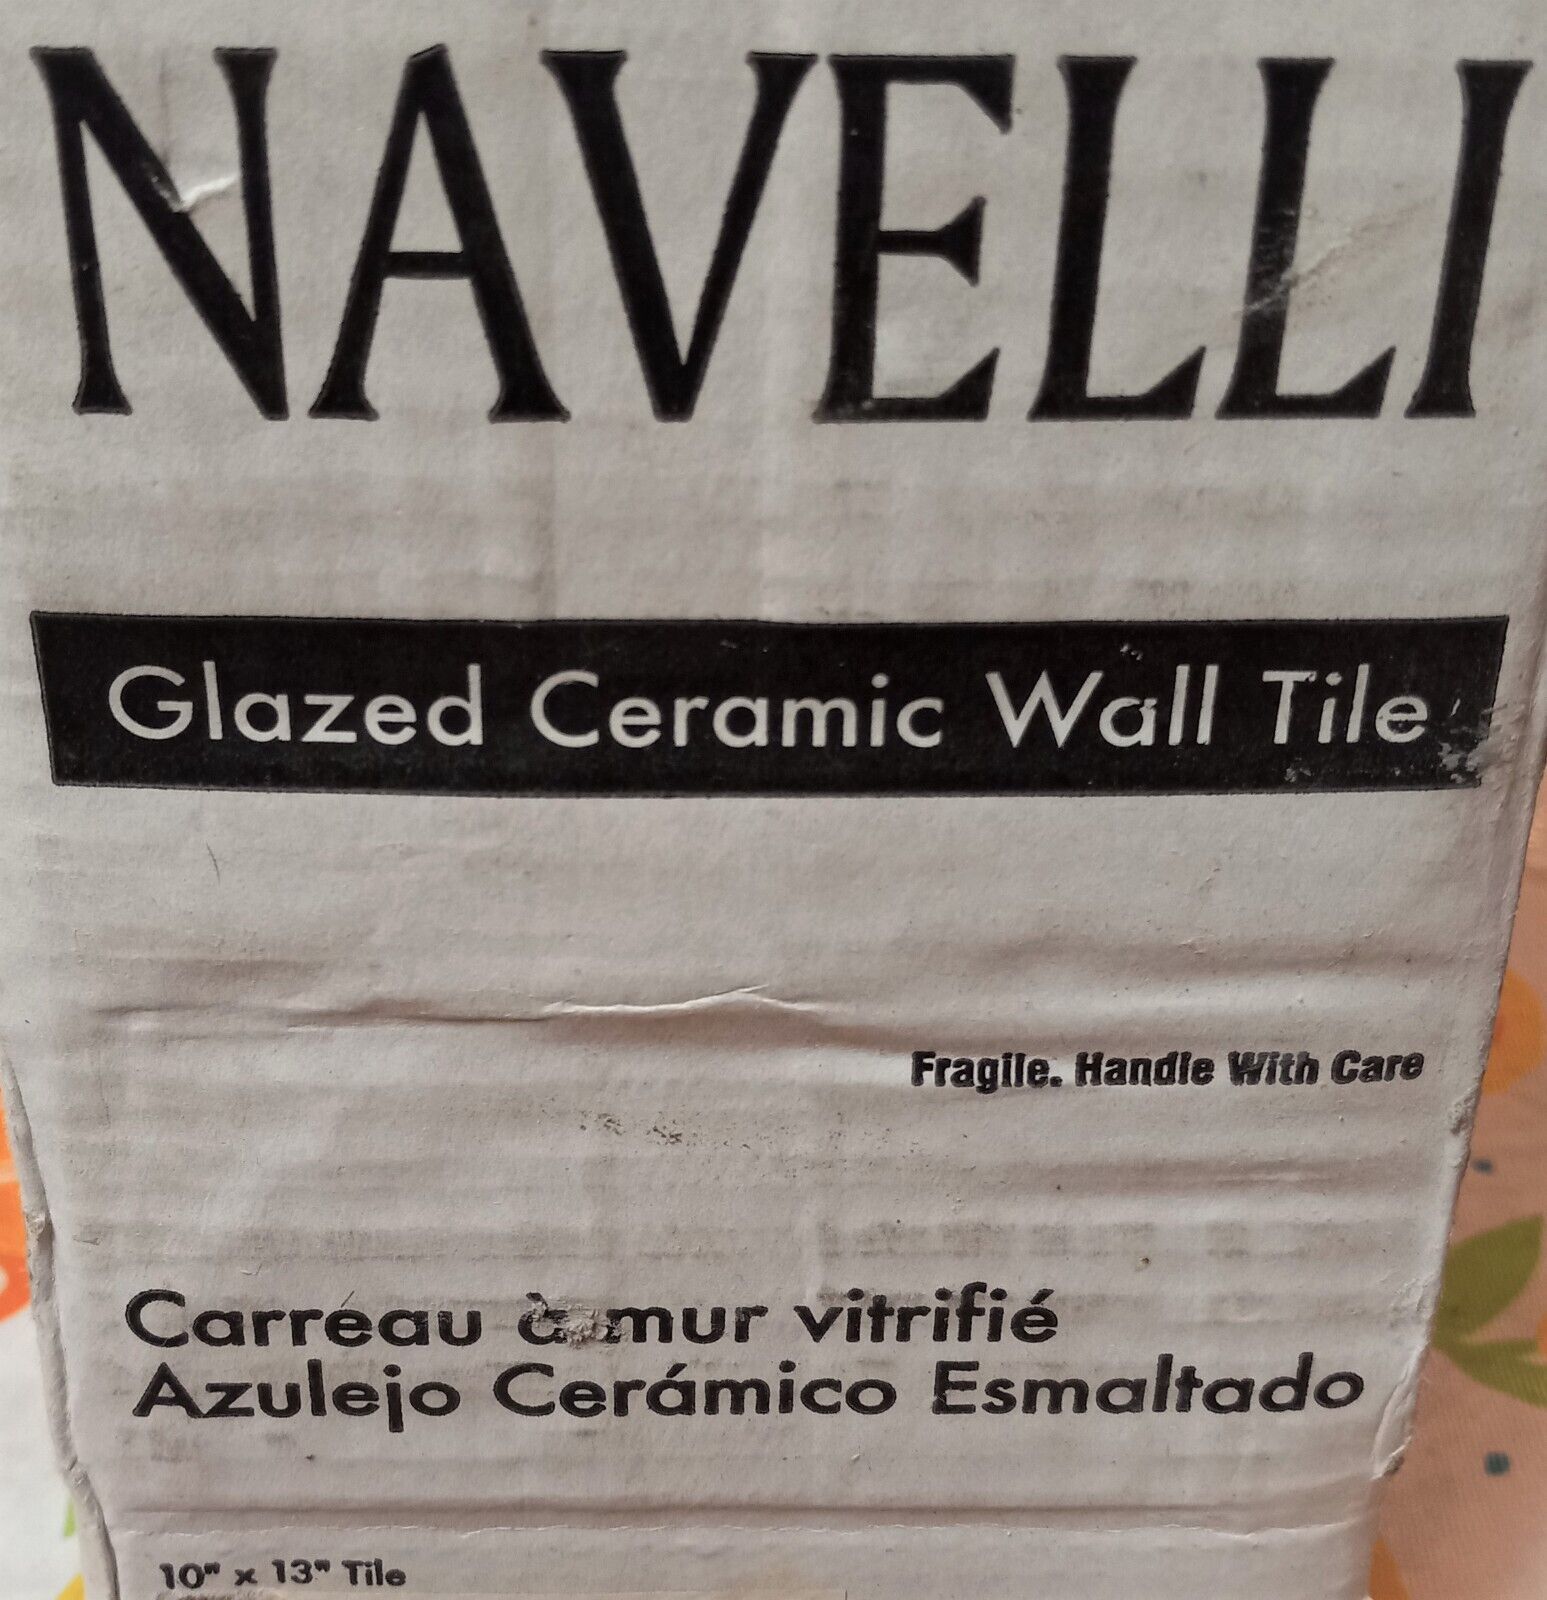 NAVELLI
Glazed Ceramic Wall Tile
Fragile. Handle With Care
Carreau à mur vitrifié
Azulejo Cerámico Esmaltado
10" x 13" Tile